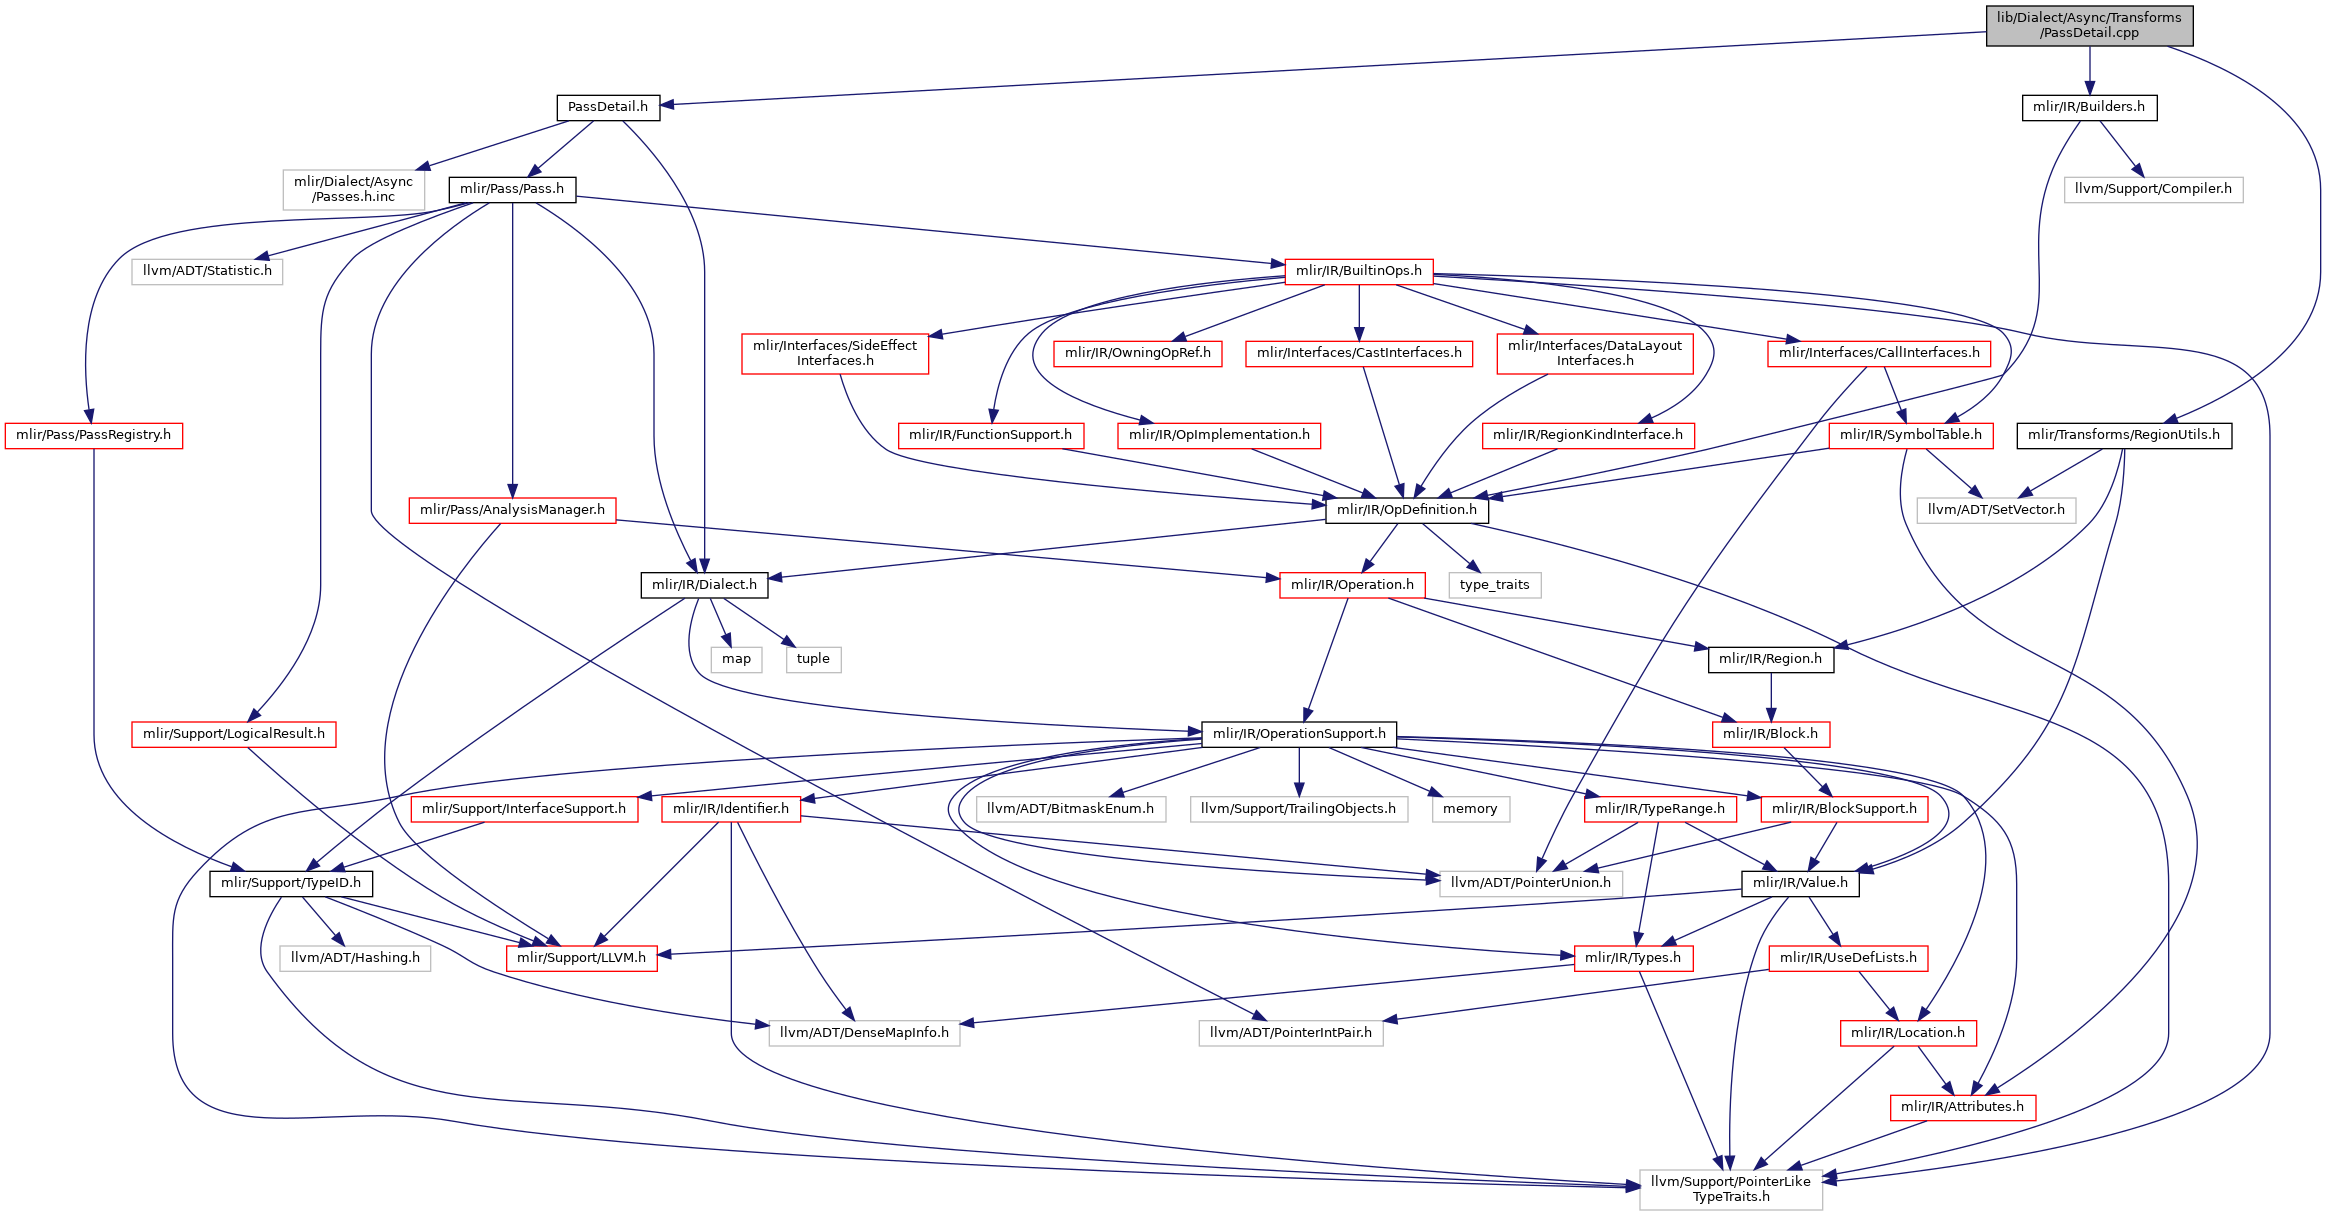 lib/Dialect/Async/Transforms
/PassDetail.cpp
PassDetail.h
mlir/IR/Builders.h
mlir/Dialect/Async
/Passes.h.inc
mlir/Pass/Pass.h
llvm/Support/Compiler.h
llvm/ADT/Statistic.h
mlir/IR/BuiltinOps.h
mlir/Interfaces/SideEffect
Interfaces.h
mlir/IR/OwningOpRef.h
mlir/Interfaces/CastInterfaces.h
mlir/Interfaces/DataLayout
Interfaces.h
mlir/Interfaces/CallInterfaces.h
mlir/Pass/PassRegistry.h
mlir/IR/FunctionSupport.h
mlir/IR/OpImplementation.h
mlir/IR/RegionKindInterface.h
mlir/IR/SymbolTable.h
mlir/Transforms/RegionUtils.h
mlir/Pass/AnalysisManager.h
mlir/IR/OpDefinition.h
llvm/ADT/SetVector.h
mlir/IR/Dialect.h
mlir/IR/Operation.h
type_traits
map
tuple
mlir/IR/Region.h
mlir/Support/LogicalResult.h
mlir/IR/OperationSupport.h
mlir/IR/Block.h
mlir/Support/InterfaceSupport.h
mlir/IR/Identifier.h
llvm/ADT/BitmaskEnum.h
llvm/Support/TrailingObjects.h
memory
mlir/IR/TypeRange.h
mlir/IR/BlockSupport.h
mlir/Support/TypeID.h
llvm/ADT/PointerUnion.h
mlir/IR/Value.h
llvm/ADT/Hashing.h
mlir/Support/LLVM.h
mlir/IR/Types.h
mlir/IR/UseDefLists.h
llvm/ADT/DenseMapInfo.h
llvm/ADT/PointerIntPair.h
mlir/IR/Location.h
mlir/IR/Attributes.h
llvm/Support/PointerLike
TypeTraits.h